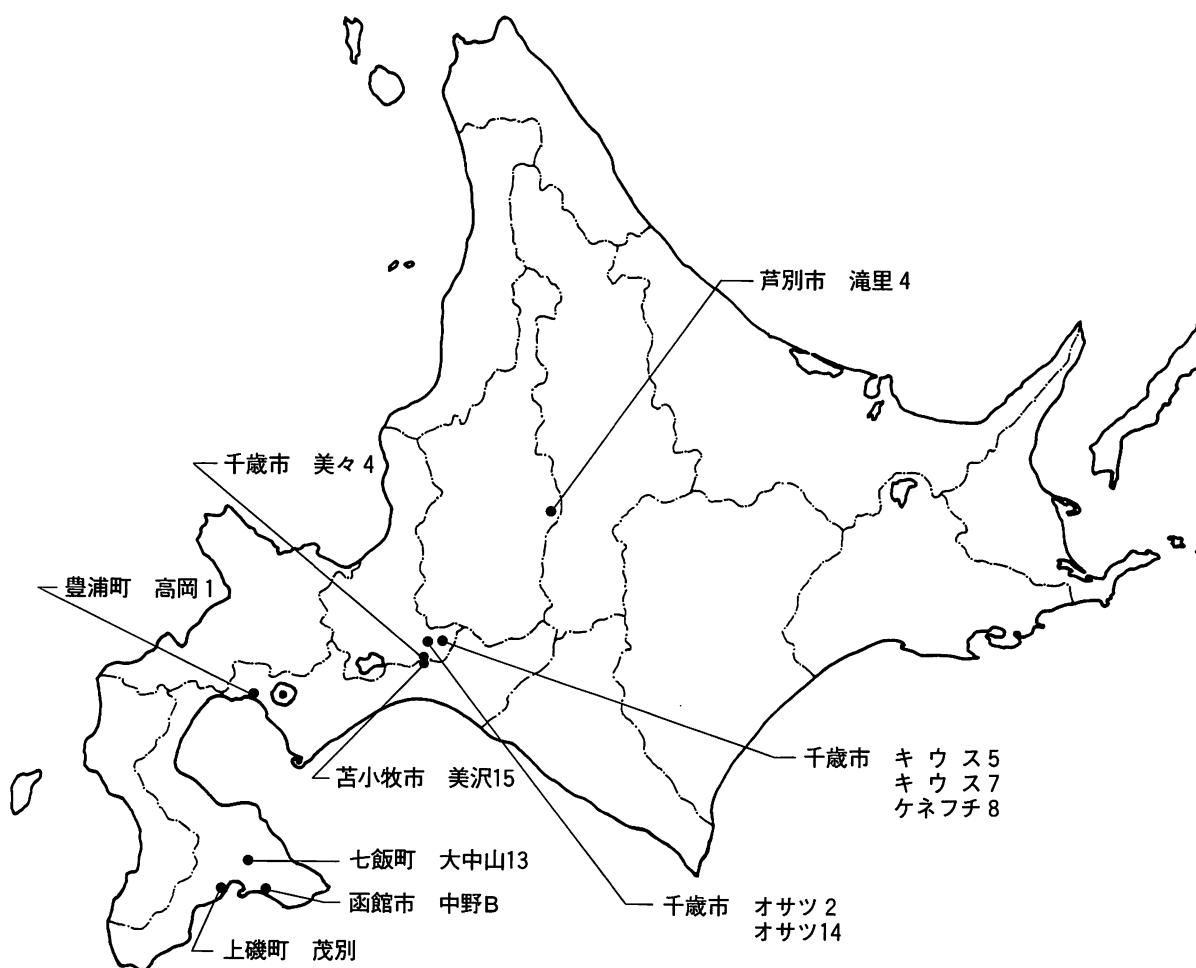 芦別市 滝里4
千歳市 美々4
豊浦町 高岡1
千歳市 キウス5
キウス7
ケネフチ8
苫小牧市 美沢15
七飯町 大中山13
函館市 中野B
千歳市 オサツ2
オサツ14
上磯町 茂別